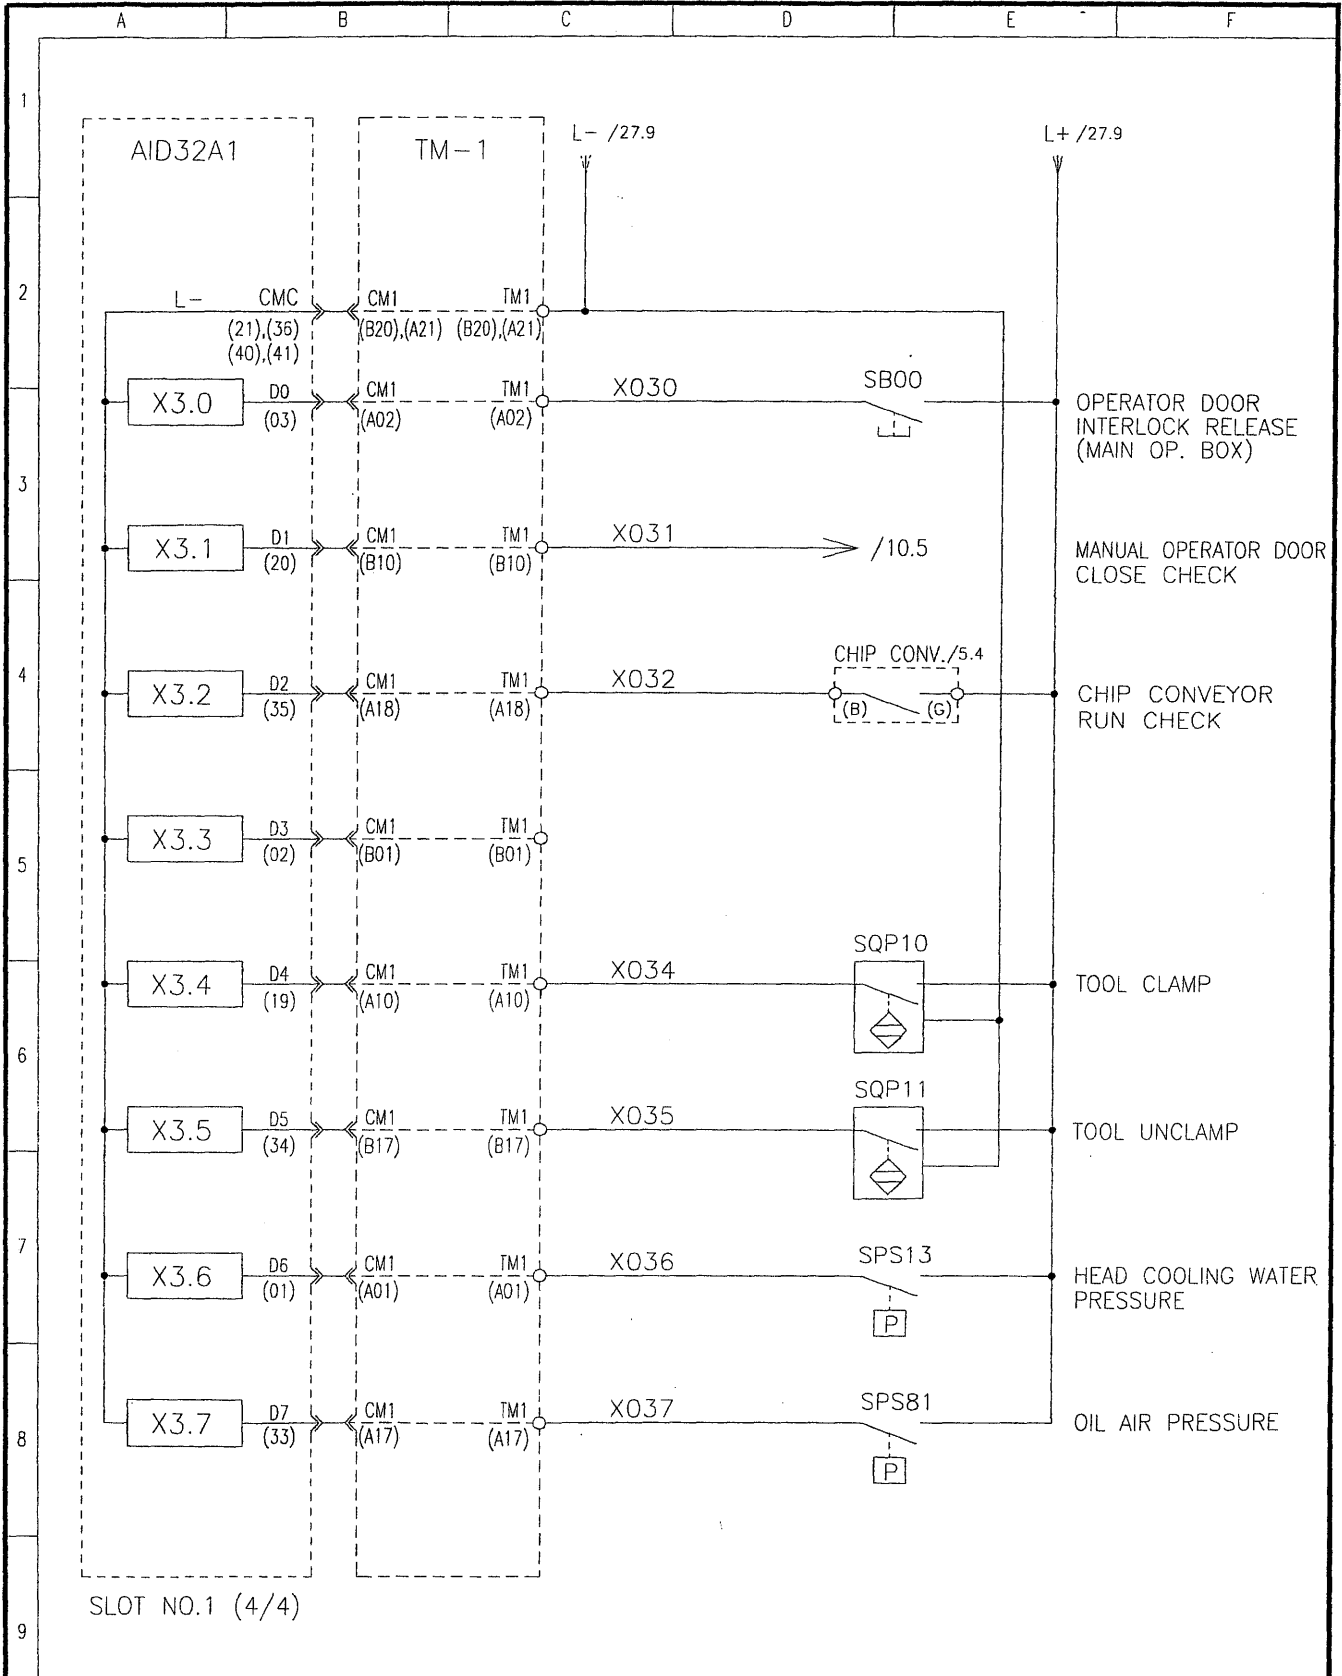 A B C D E F
1
AID32A1 TM-1 L- /27.9 L+ /27.9
2
L- CMC CM1 TM1
(21),(36) (B20),(A21) (B20),(A21)
(40),(41)
X3.0 D0 CM1 TM1 X030 SB00
(03) (A02) (A02)
OPERATOR DOOR
INTERLOCK RELEASE
(MAIN OP. BOX)
3
X3.1 D1 CM1 TM1 X031 /10.5
(20) (B10) (B10)
MANUAL OPERATOR DOOR
CLOSE CHECK
4
CHIP CONV./5.4
X3.2 D2 CM1 TM1 X032
(35) (A18) (A18) (B) (G)
CHIP CONVEYOR
RUN CHECK
X3.3 D3 CM1 TM1
(02) (B01) (B01)
5
SQP10
X3.4 D4 CM1 TM1 X034
(19) (A10) (A10)
TOOL CLAMP
6
SQP11
X3.5 D5 CM1 TM1 X035
(34) (B17) (B17)
TOOL UNCLAMP
7
X3.6 D6 CM1 TM1 X036 SPS13
(01) (A01) (A01)
P
HEAD COOLING WATER
PRESSURE
X3.7 D7 CM1 TM1 X037 SPS81
(33) (A17) (A17)
P
OIL AIR PRESSURE
8
SLOT NO.1 (4/4)
9